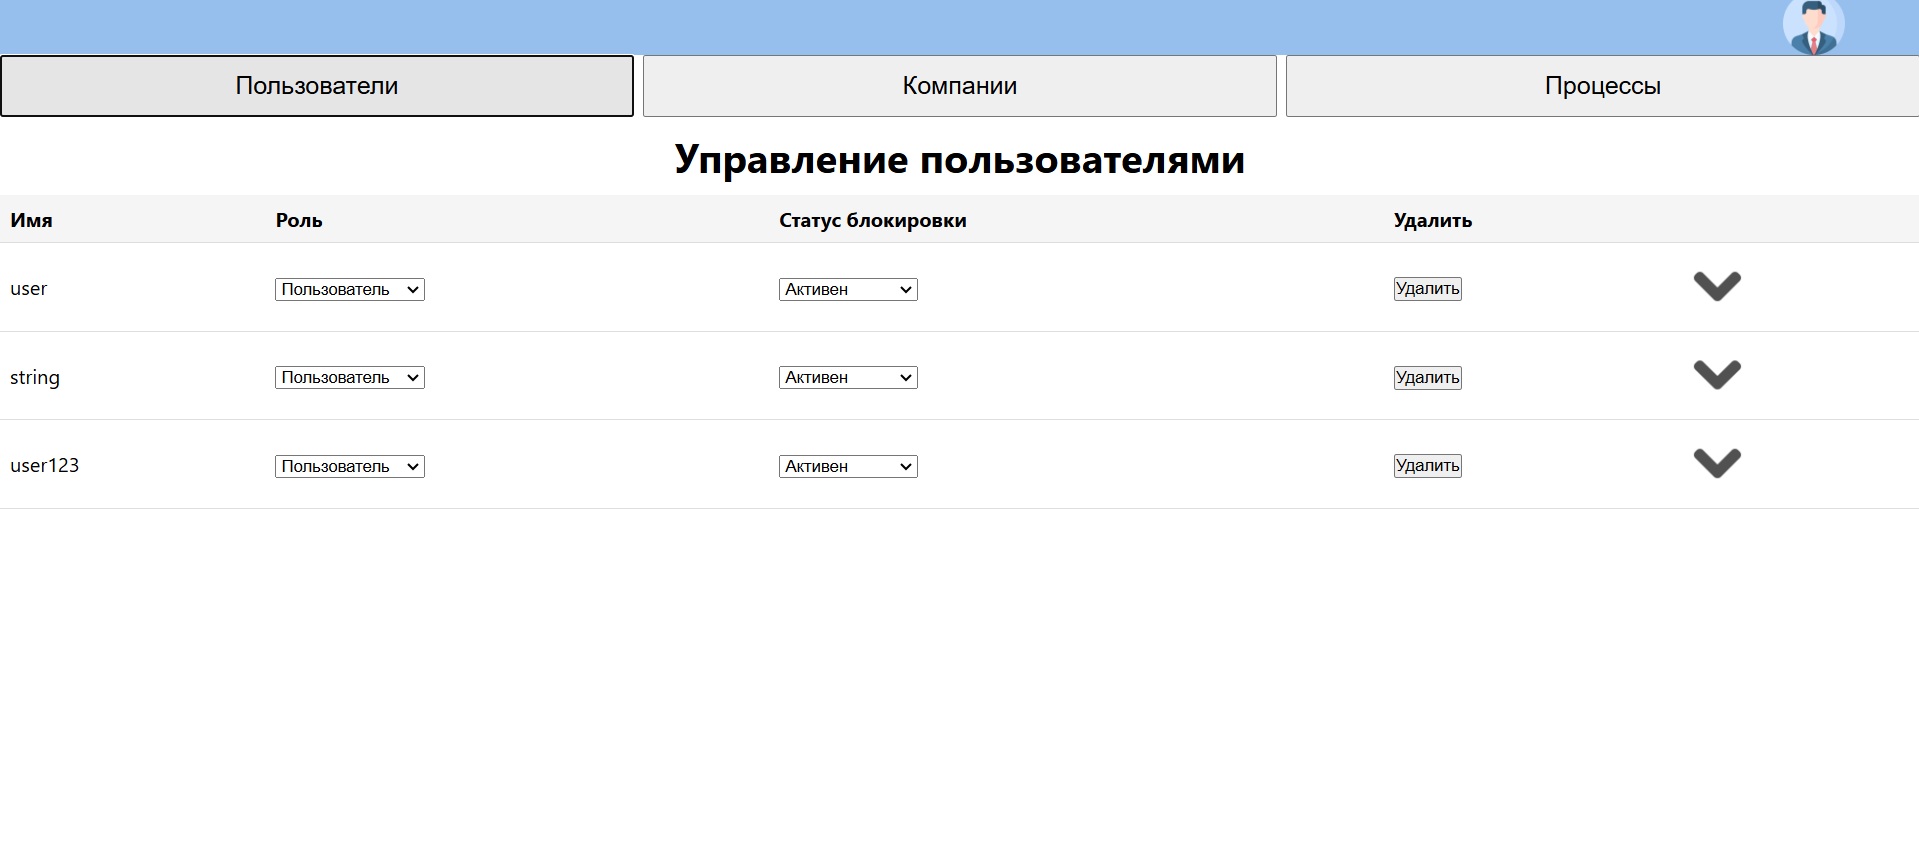 Пользователи Компании Процессы
Управление пользователями
Имя Роль Статус блокировки Удалить
user Пользователь Активен Удалить
string Пользователь Активен Удалить
user123 Пользователь Активен Удалить